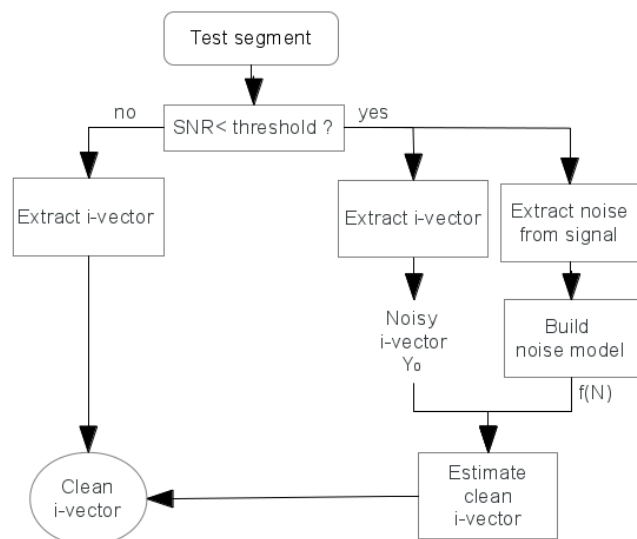 Test segment
no
SNR< threshold ?
yes
Extract i-vector
Extract i-vector
Extract noise
from signal
Noisy
i-vector
Y₀
Build
noise model
f(N)
Clean
i-vector
Estimate
clean
i-vector